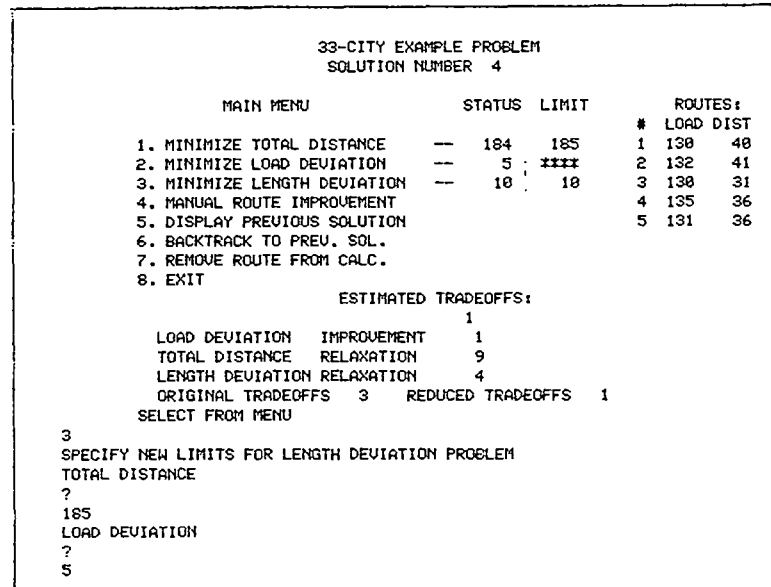 33-CITY EXAMPLE PROBLEM
SOLUTION NUMBER 4
MAIN MENU STATUS LIMIT ROUTES:
# LOAD DIST
1. MINIMIZE TOTAL DISTANCE -- 184 185 1 130 40
2. MINIMIZE LOAD DEVIATION -- 5 **** 2 132 41
3. MINIMIZE LENGTH DEVIATION -- 10 10 3 130 31
4. MANUAL ROUTE IMPROVEMENT 4 135 36
5. DISPLAY PREVIOUS SOLUTION 5 131 36
6. BACKTRACK TO PREV. SOL.
7. REMOVE ROUTE FROM CALC.
8. EXIT
ESTIMATED TRADEOFFS:
1
LOAD DEVIATION IMPROVEMENT 1
TOTAL DISTANCE RELAXATION 9
LENGTH DEVIATION RELAXATION 4
ORIGINAL TRADEOFFS 3 REDUCED TRADEOFFS 1
SELECT FROM MENU
3
SPECIFY NEW LIMITS FOR LENGTH DEVIATION PROBLEM
TOTAL DISTANCE
?
185
LOAD DEVIATION
?
5